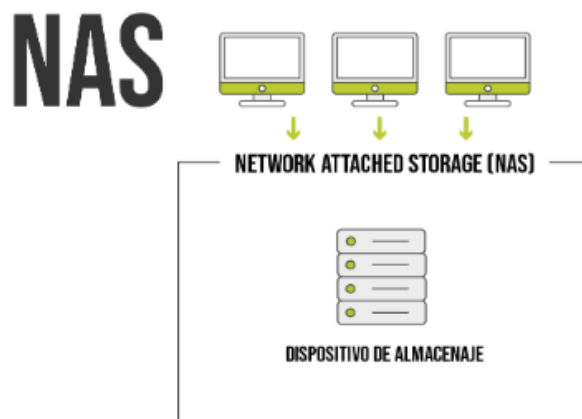 NAS
NETWORK ATTACHED STORAGE (NAS)
DISPOSITIVO DE ALMACENAJE